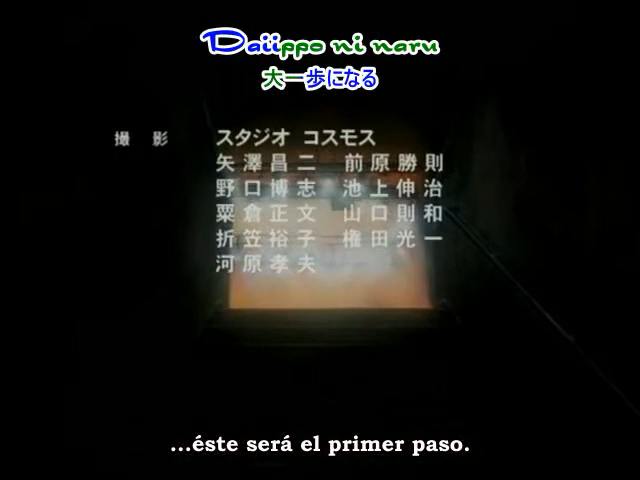 Daiippo ni naru
大一歩になる
撮影 スタジオ コスモス
矢澤昌二 前原勝則
野口博志 池上伸治
粟倉正文 山口則和
折笠裕子 権田光一
河原孝夫
...éste será el primer paso.